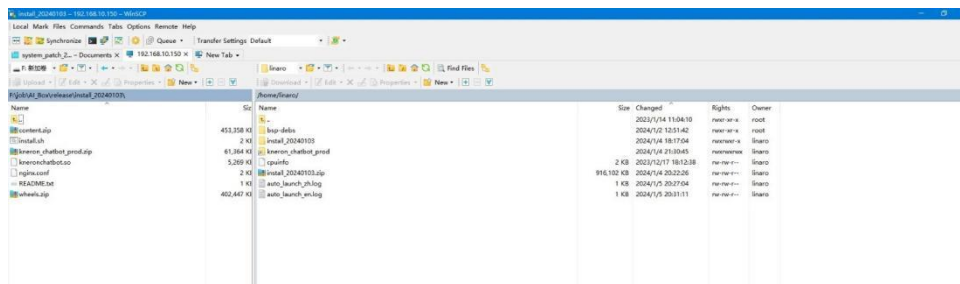 install_20240103 - 192.168.10.150 - WinSCP
Local Mark Files Commands Tabs Options Remote Help
Synchronize Queue Transfer Settings Default
system_patch_2... - Documents × 192.168.10.150 × New Tab
F: 新加卷 linaro Find Files
Upload Edit Properties New Download Edit Properties New
F:\job\AI_Box\release\install_20240103\ /home/linaro/
Name Size Name Size Changed Rights Owner
.. .. 2023/1/14 11:04:10 rwxr-xr-x root
content.zip 453,358 KB bsp-debs 2024/1/2 12:51:42 rwxr-xr-x root
install.sh 2 KB install_20240103 2024/1/4 18:17:04 rwxrwxr-x linaro
kneron_chatbot_prod.zip 61,364 KB kneron_chatbot_prod 2024/1/4 21:30:45 rwxrwxrwx linaro
kneronchatbot.so 5,269 KB cpuinfo 2 KB 2023/12/17 18:12:38 rw-rw-r-- linaro
nginx.conf 2 KB install_20240103.zip 916,102 KB 2024/1/4 20:22:26 rw-rw-r-- linaro
README.txt 1 KB auto_launch_zh.log 1 KB 2024/1/5 20:27:04 rw-rw-r-- linaro
wheels.zip 402,447 KB auto_launch_en.log 1 KB 2024/1/5 20:31:11 rw-rw-r-- linaro